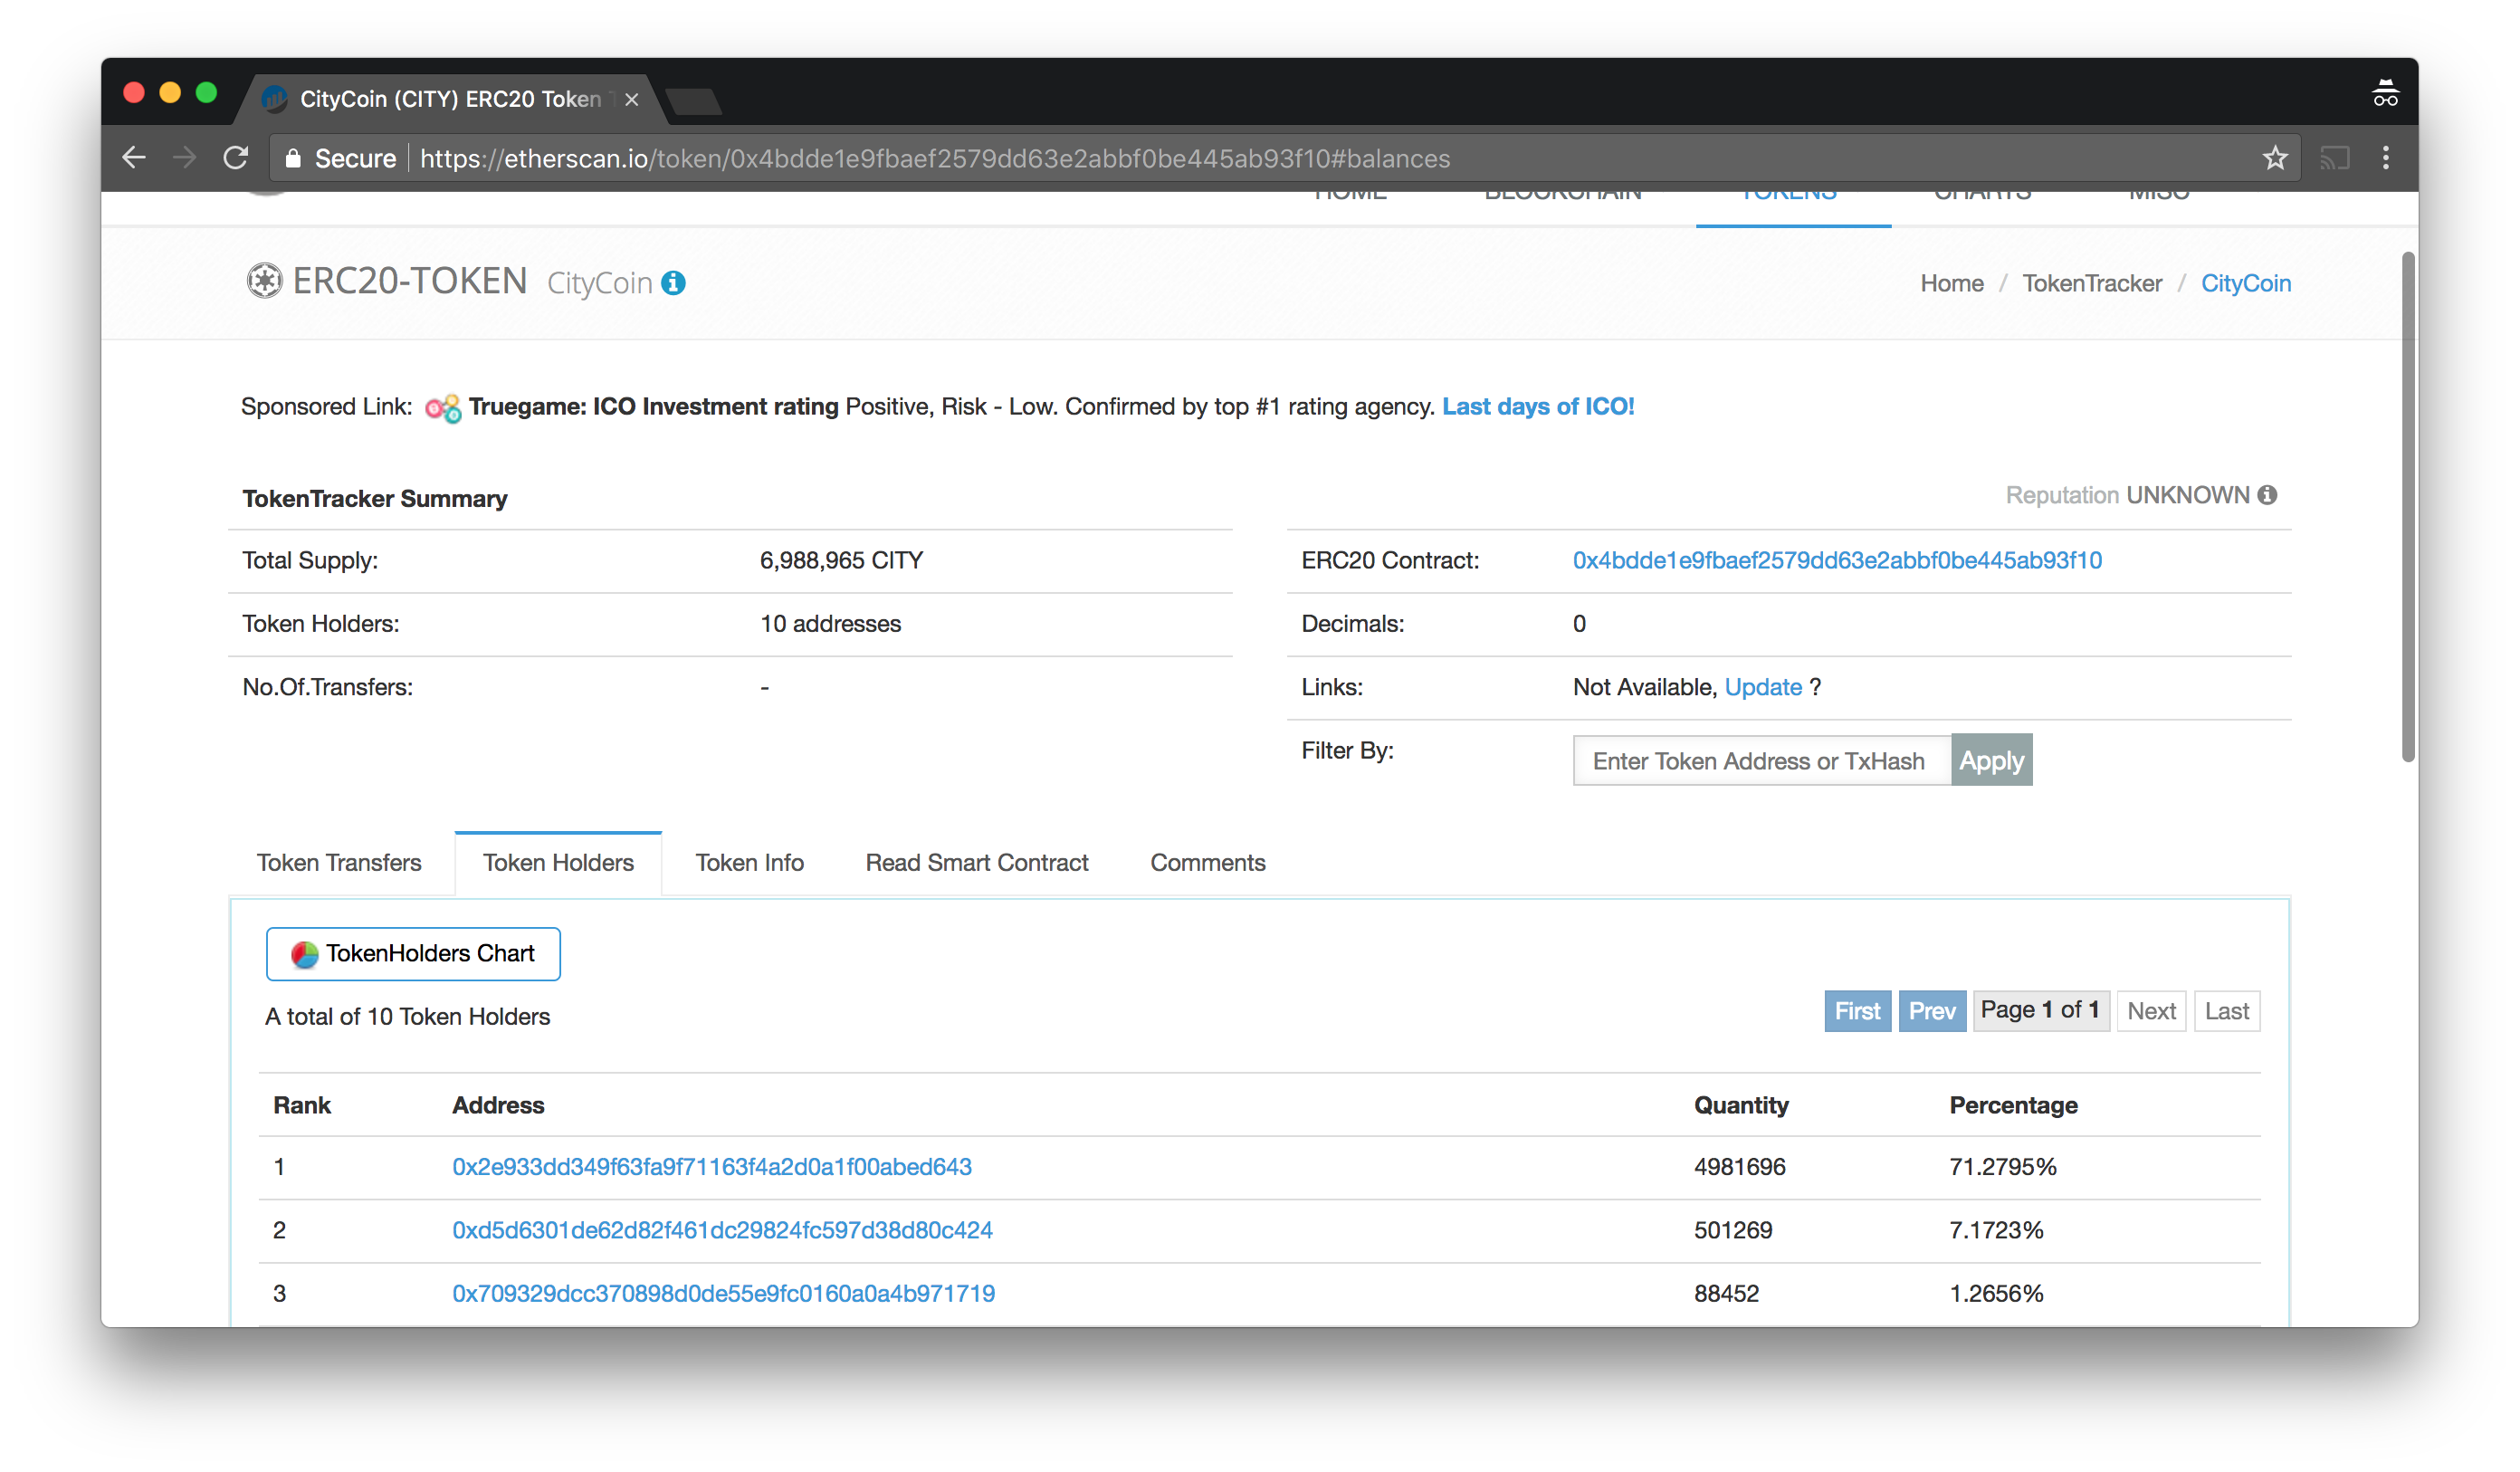 CityCoin (CITY) ERC20 Token T
Secure https://etherscan.io/token/0x4bdde1e9fbaef2579dd63e2abbf0be445ab93f10#balances
HOME BLOCKCHAIN TOKENS CHARTS MISC
ERC20-TOKEN CityCoin
Home / TokenTracker / CityCoin
Sponsored Link: Truegame: ICO Investment rating Positive, Risk - Low. Confirmed by top #1 rating agency. Last days of ICO!
TokenTracker Summary
Reputation UNKNOWN
Total Supply: 6,988,965 CITY
ERC20 Contract: 0x4bdde1e9fbaef2579dd63e2abbf0be445ab93f10
Token Holders: 10 addresses
Decimals: 0
No.Of.Transfers: -
Links: Not Available, Update ?
Filter By: Enter Token Address or TxHash Apply
Token Transfers Token Holders Token Info Read Smart Contract Comments
TokenHolders Chart
A total of 10 Token Holders
First Prev Page 1 of 1 Next Last
Rank Address Quantity Percentage
1 0x2e933dd349f63fa9f71163f4a2d0a1f00abed643 4981696 71.2795%
2 0xd5d6301de62d82f461dc29824fc597d38d80c424 501269 7.1723%
3 0x709329dcc370898d0de55e9fc0160a0a4b971719 88452 1.2656%